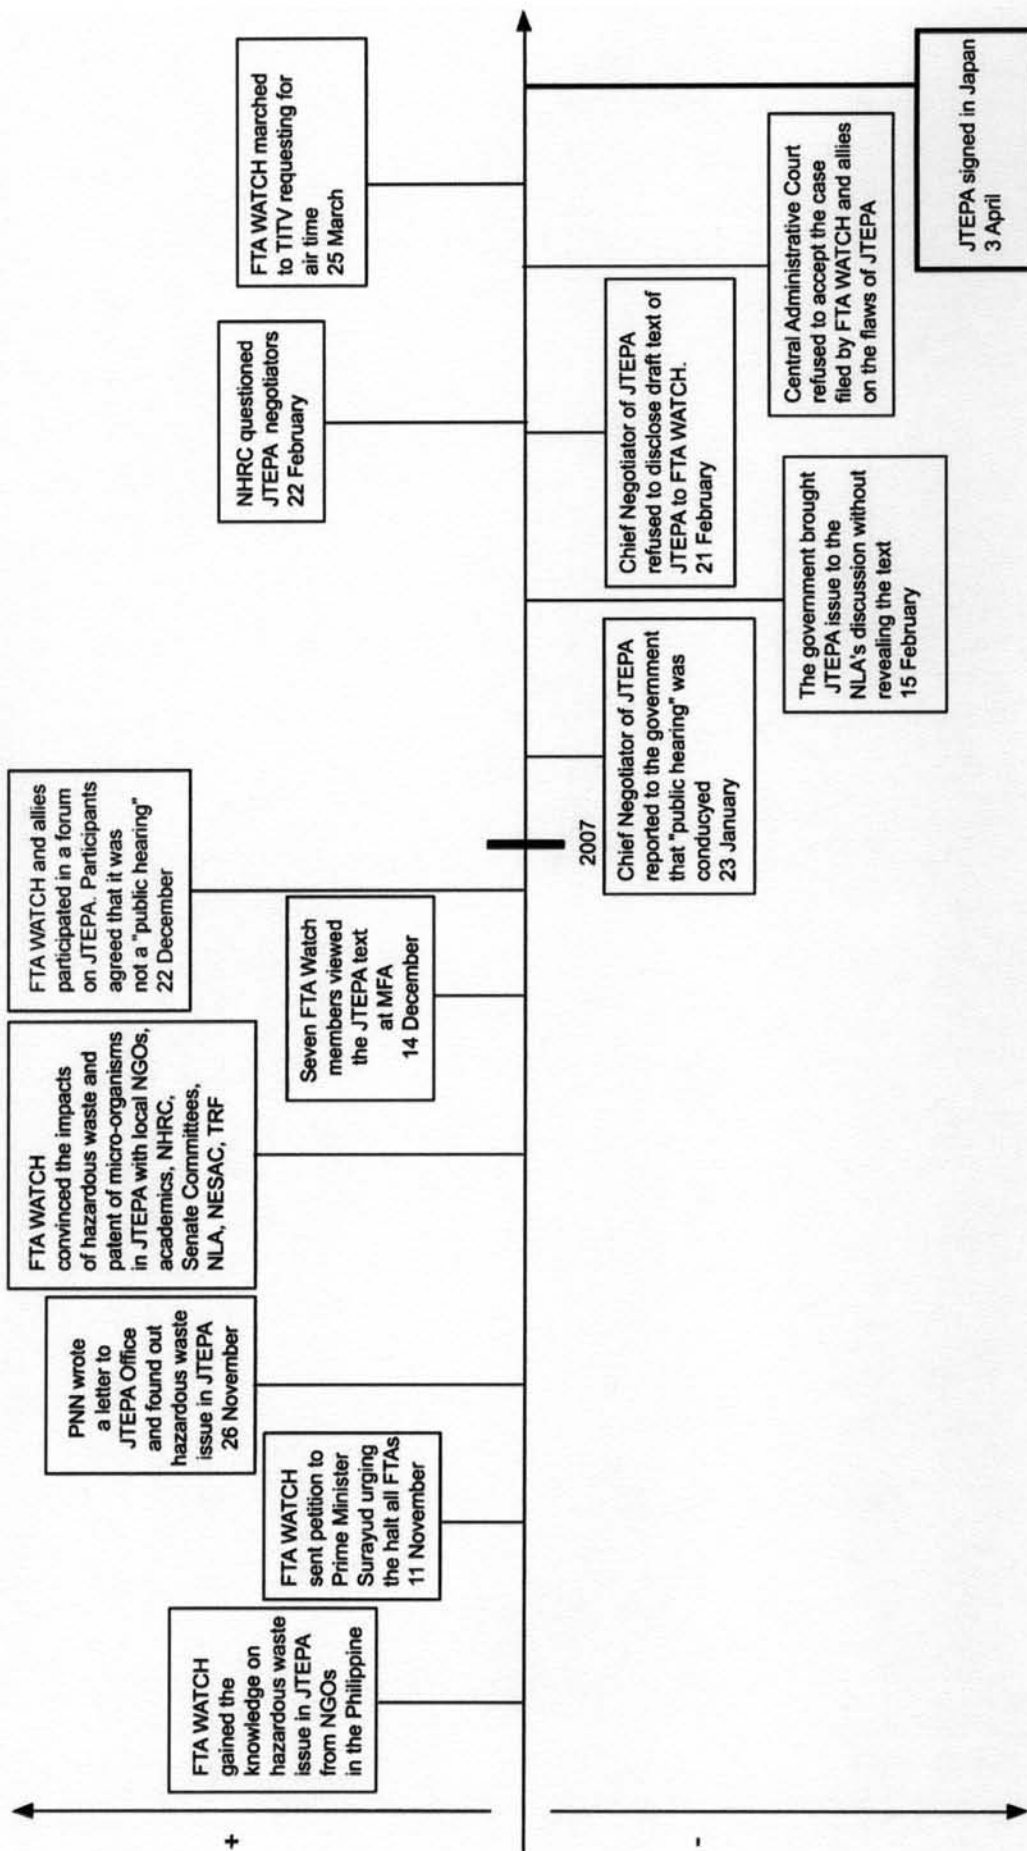 +
-
FTA WATCH
gained the
knowledge on
hazardous waste
issue in JTEPA
from NGOs
in the Philippine
FTA WATCH
sent petition to
Prime Minister
Surayud urging
the halt all FTAs
11 November
PNN wrote
a letter to
JTEPA Office
and found out
hazardous waste
issue in JTEPA
26 November
FTA WATCH
convinced the impacts
of hazardous waste and
patent of micro-organisms
in JTEPA with local NGOs,
academics, NHRC,
Senate Committees,
NLA, NESAC, TRF
Seven FTA Watch
members viewed
the JTEPA text
at MFA
14 December
FTA WATCH and allies
participated in a forum
on JTEPA. Participants
agreed that it was
not a "public hearing"
22 December
2007
Chief Negotiator of JTEPA
reported to the government
that "public hearing" was
conducyed
23 January
The government brought
JTEPA issue to the
NLA's discussion without
revealing the text
15 February
Chief Negotiator of JTEPA
refused to disclose draft text of
JTEPA to FTA WATCH.
21 February
NHRC questioned
JTEPA negotiators
22 February
Central Administrative Court
refused to accept the case
filed by FTA WATCH and allies
on the flaws of JTEPA
FTA WATCH marched
to TITV requesting for
air time
25 March
JTEPA signed in Japan
3 April